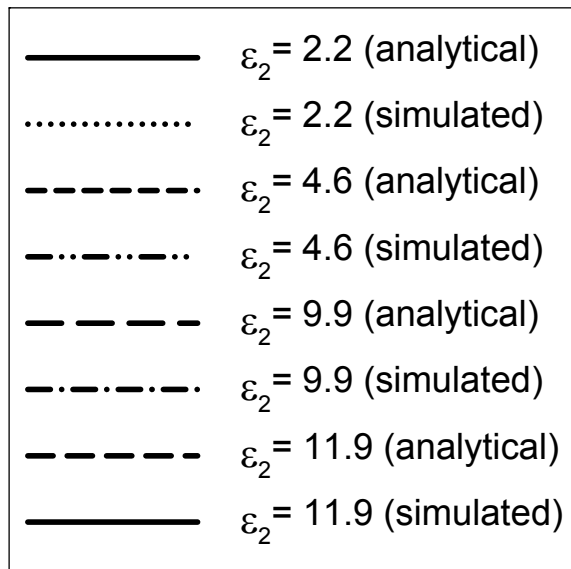 ε₂= 2.2 (analytical)
ε₂= 2.2 (simulated)
ε₂= 4.6 (analytical)
ε₂= 4.6 (simulated)
ε₂= 9.9 (analytical)
ε₂= 9.9 (simulated)
ε₂= 11.9 (analytical)
ε₂= 11.9 (simulated)